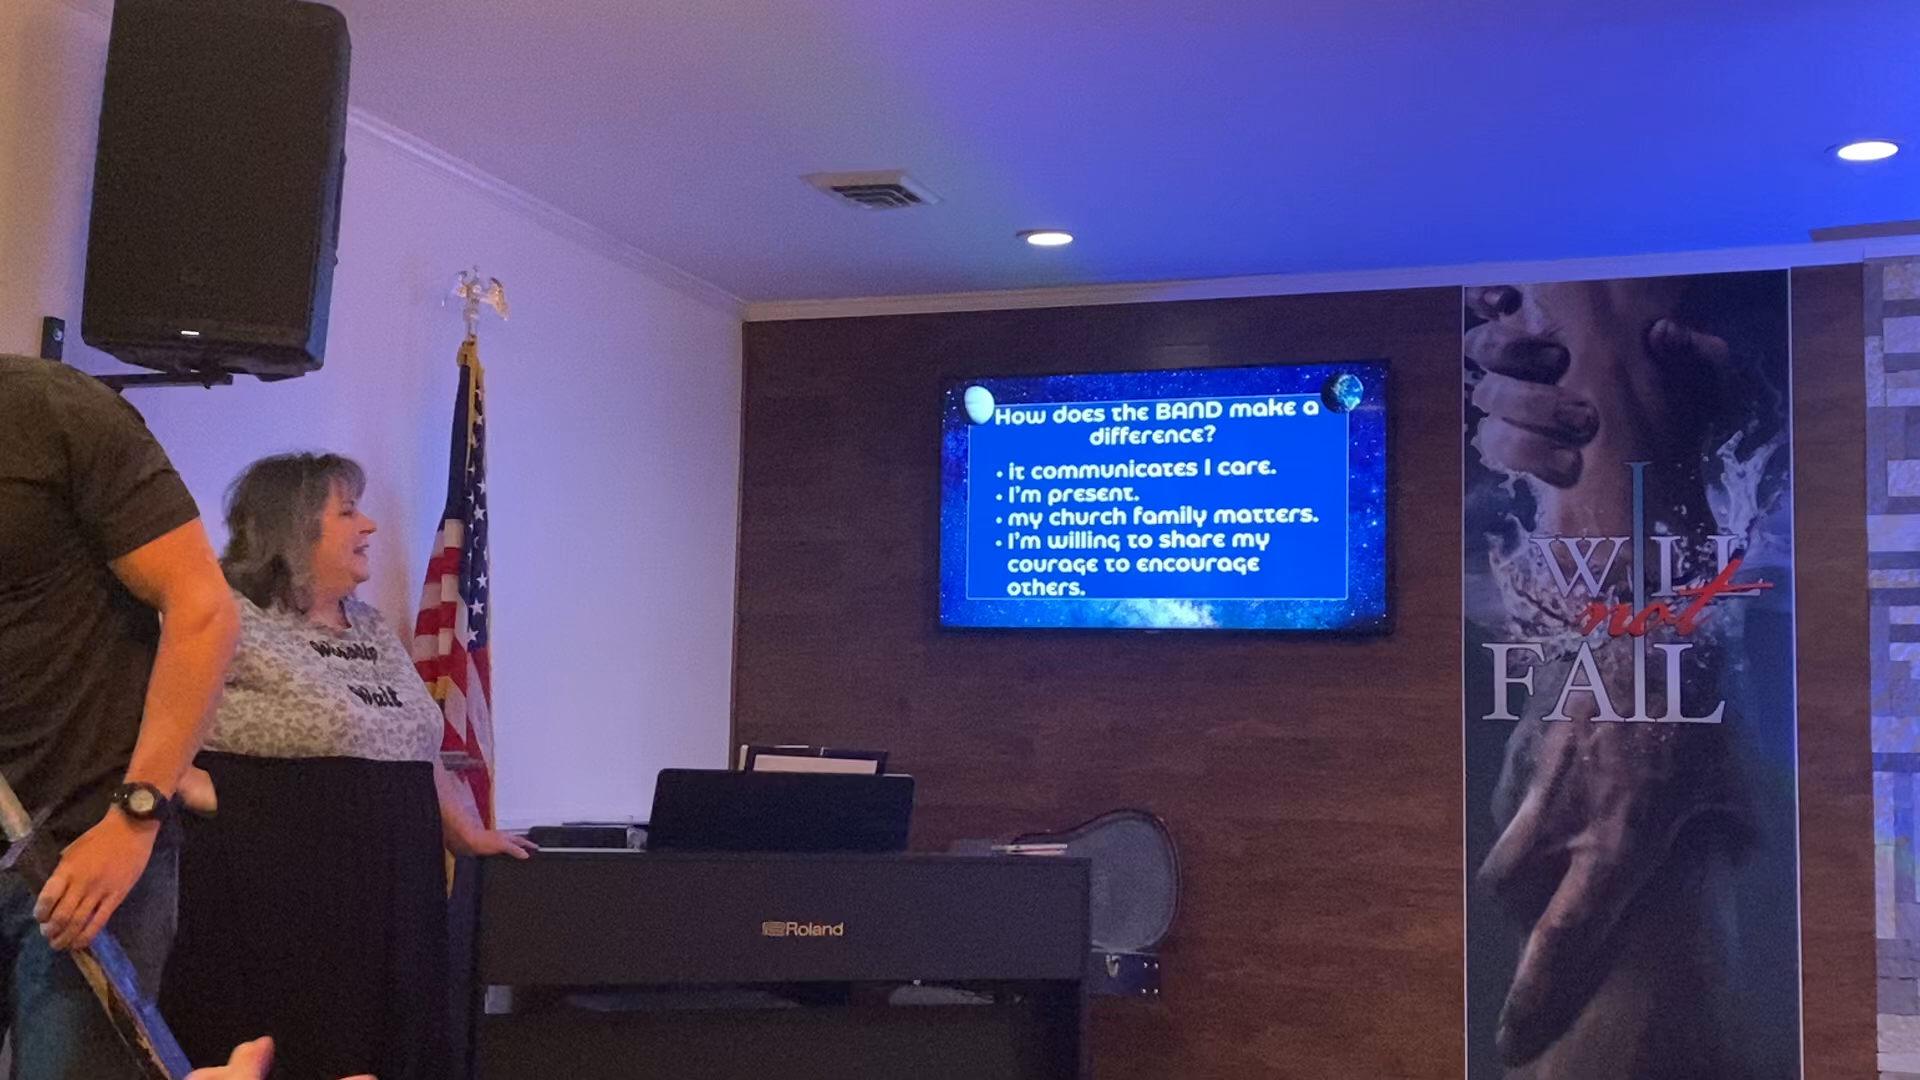 How does the BAND make a
difference?
• it communicates I care.
• I'm present.
• my church family matters.
• I'm willing to share my
courage to encourage
others.
WILL
not
FAIL
Wait
Roland